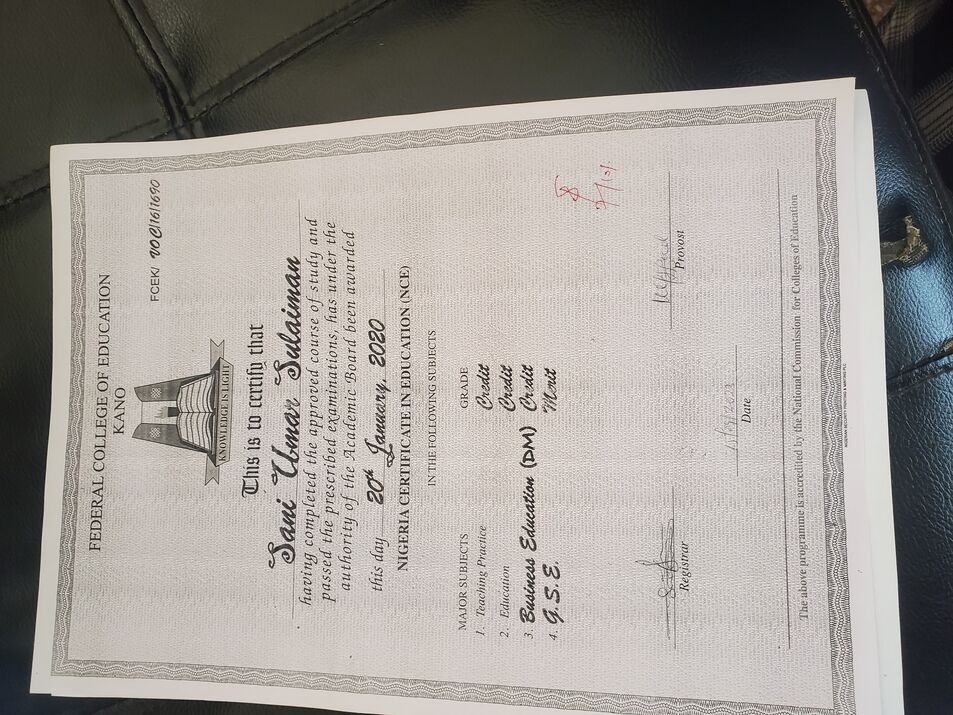 FEDERAL COLLEGE OF EDUCATION
KANO
FCEK/ VOC/16/1690
KNOWLEDGE IS LIGHT
This is to certify that
Sani Umar Sulaiman
having completed the approved course of study and
passed the prescribed examinations, has under the
authority of the Academic Board been awarded
this day 20th January, 2020
NIGERIA CERTIFICATE IN EDUCATION (NCE)
IN THE FOLLOWING SUBJECTS
MAJOR SUBJECTS GRADE
1. Teaching Practice Credit
2. Education Credit
3. Business Education (DM) Credit
4. G.S.E. Merit
Registrar
Date
Provost
The above programme is accredited by the National Commission for Colleges of Education